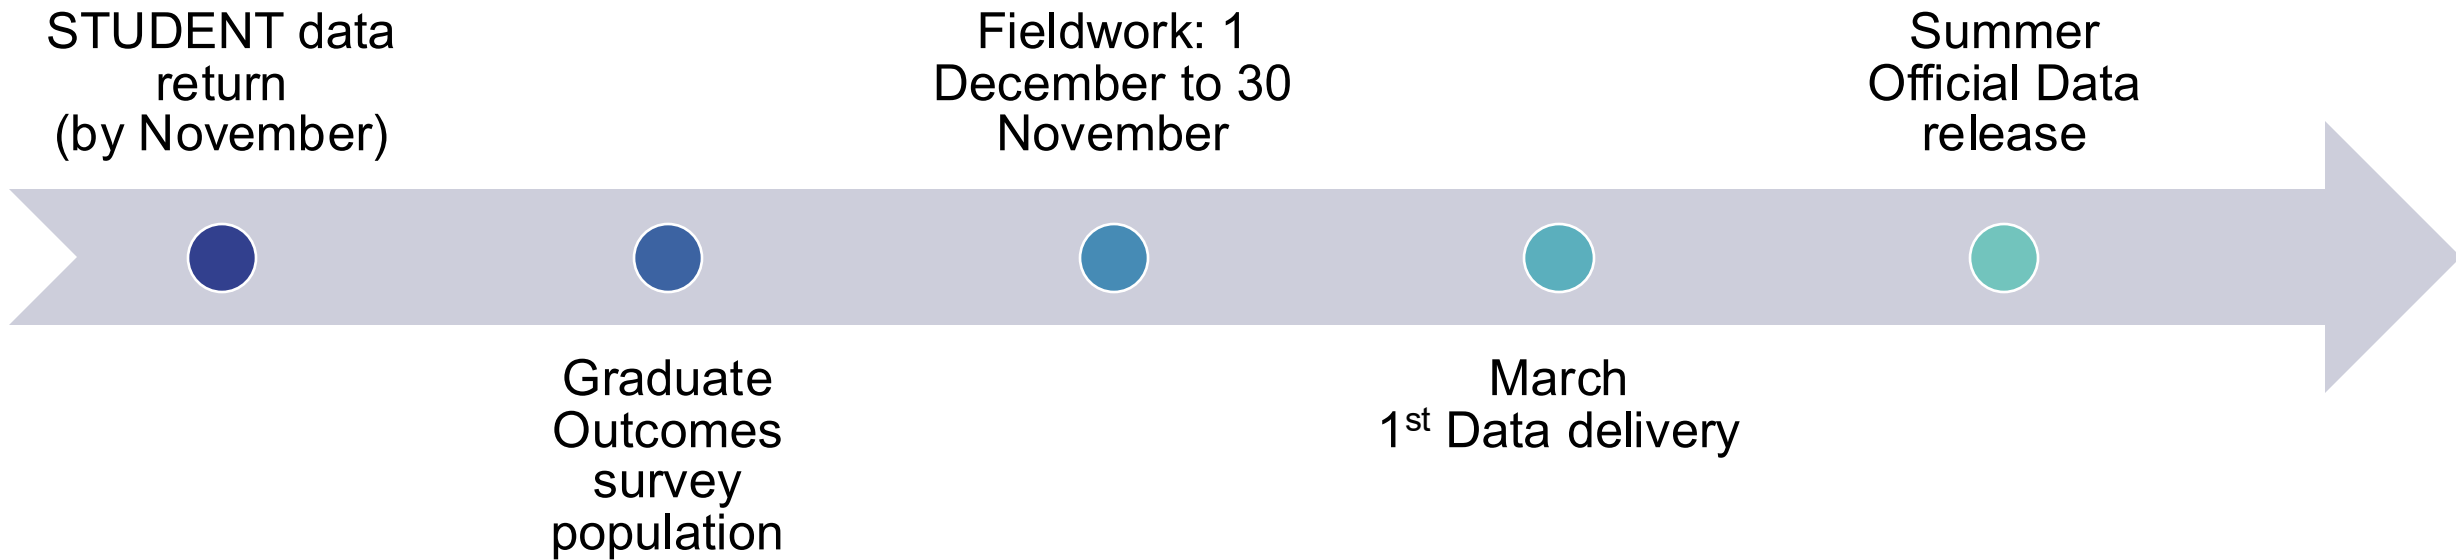 STUDENT data
return
(by November)
Graduate
Outcomes
survey
population
Fieldwork: 1
December to 30
November
March
1st Data delivery
Summer
Official Data
release